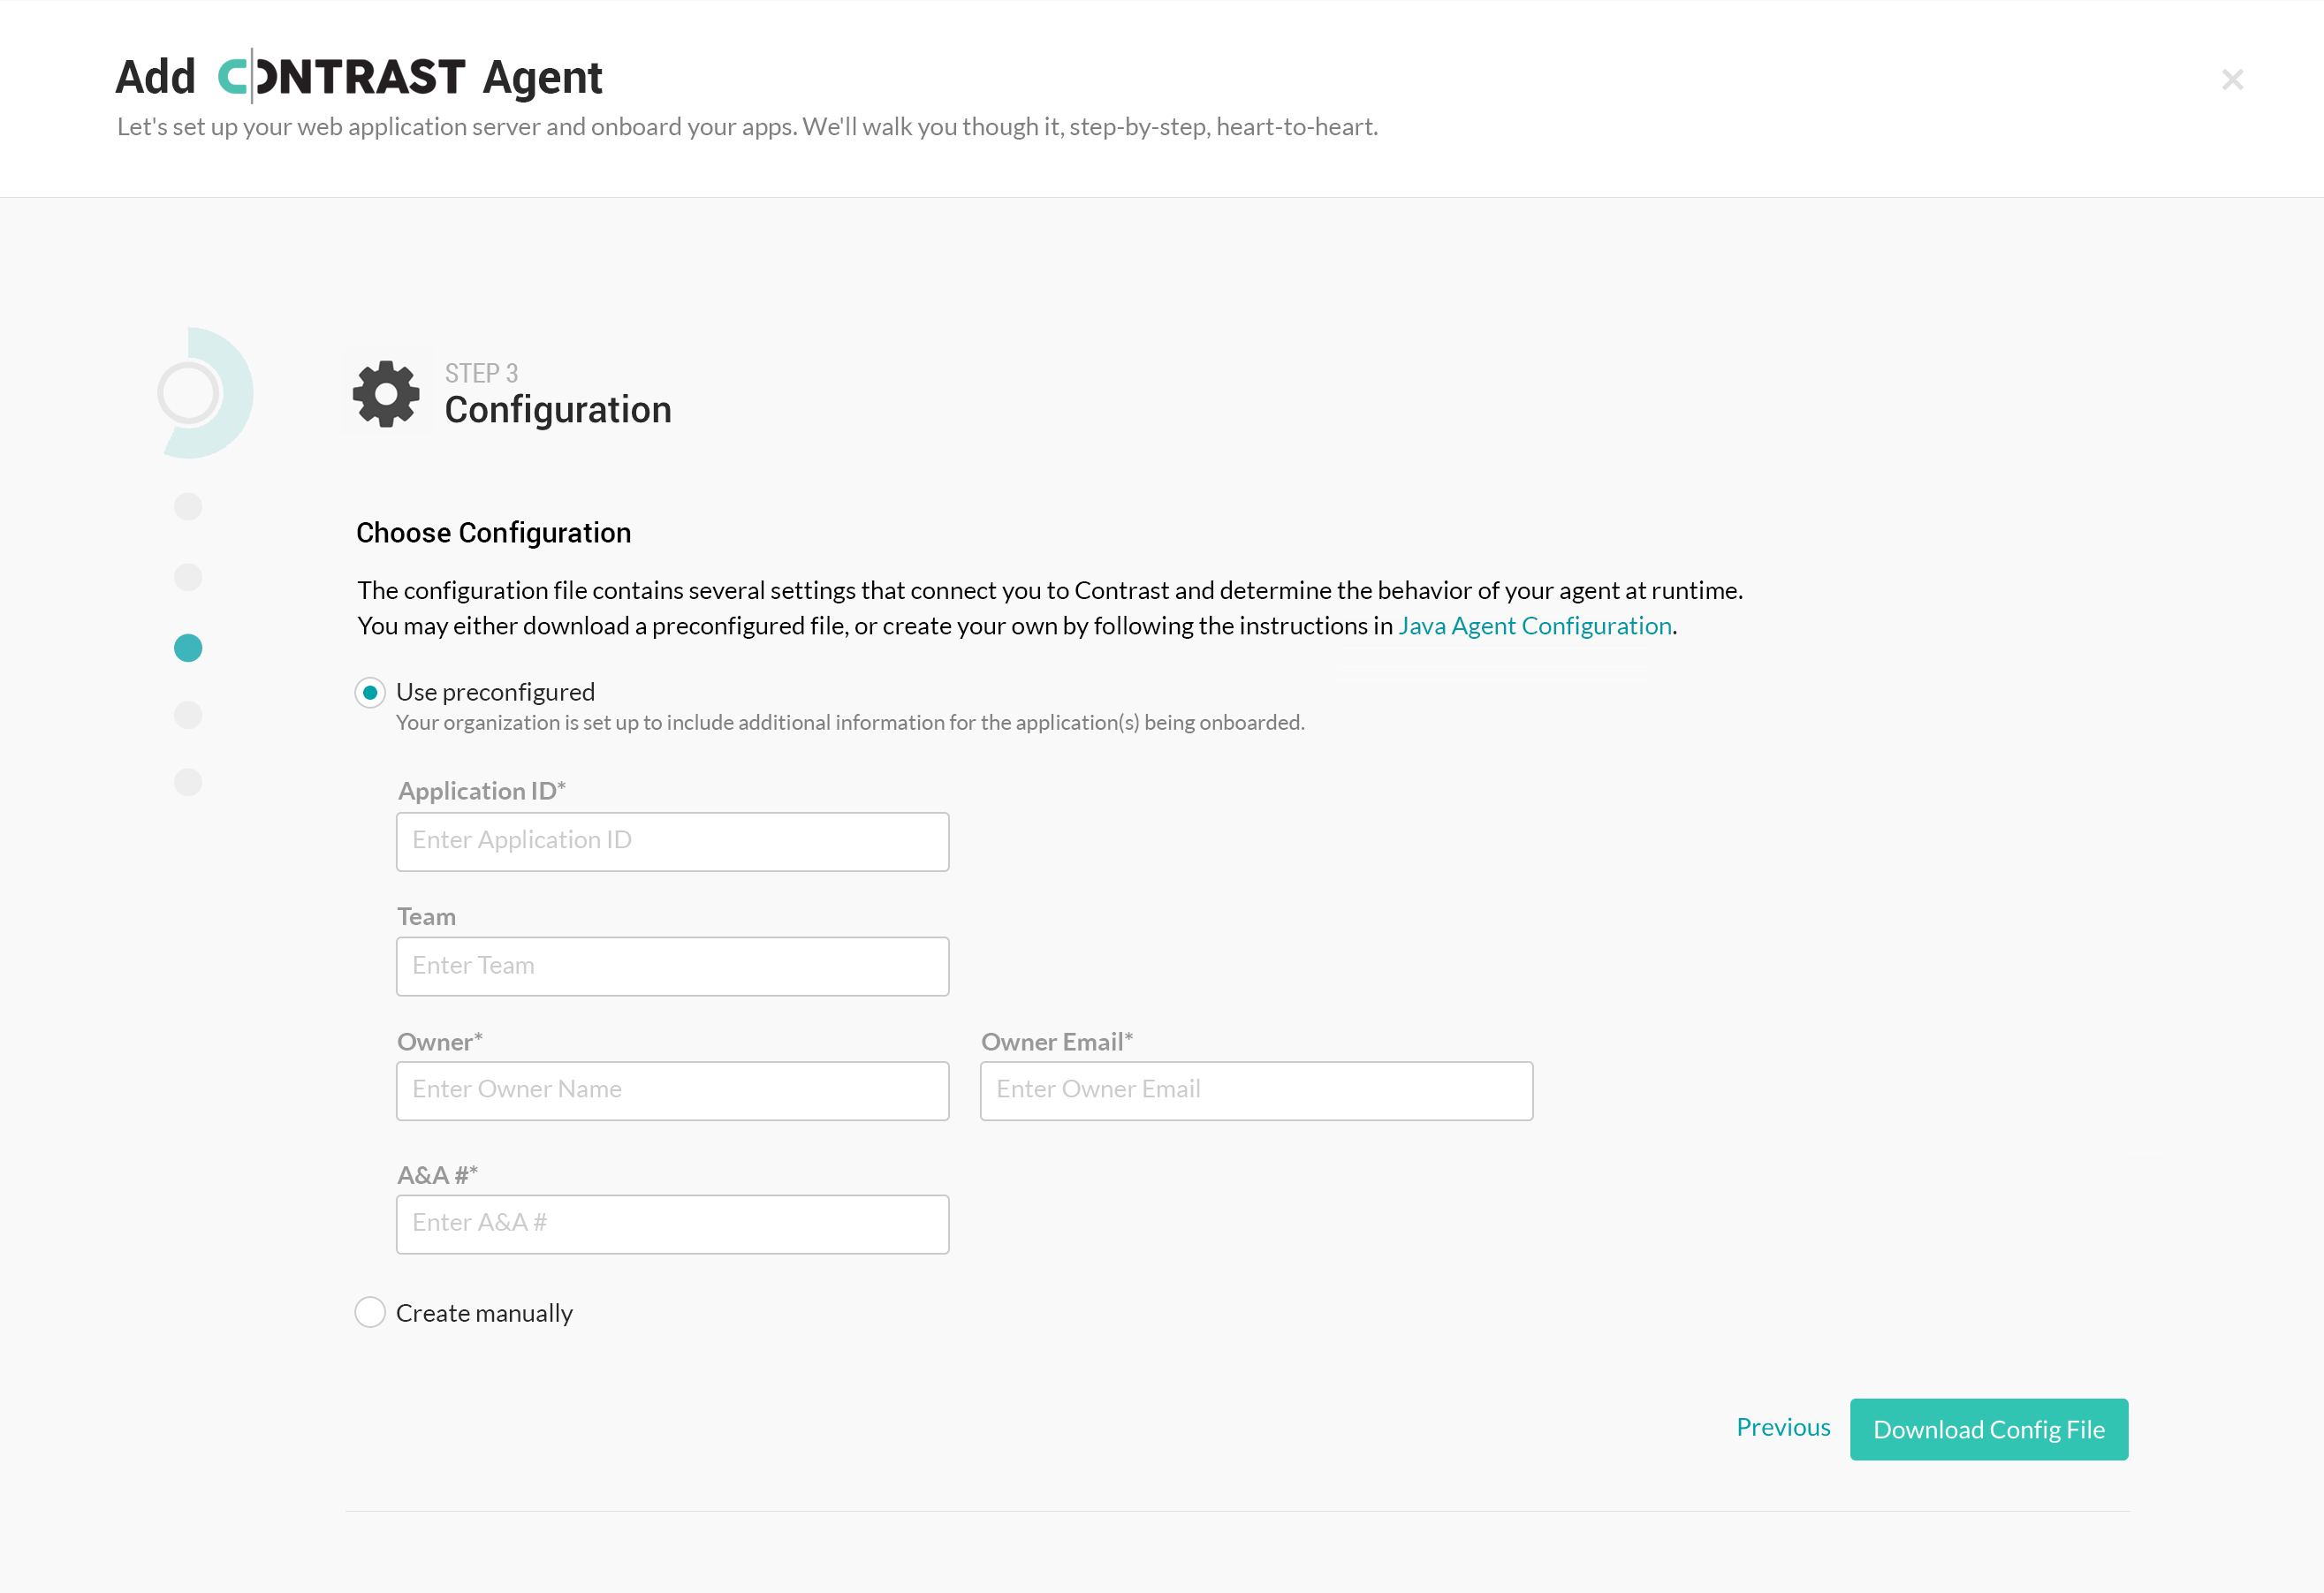 Add CONTRAST Agent
Let's set up your web application server and onboard your apps. We'll walk you though it, step-by-step, heart-to-heart.
STEP 3
Configuration
Choose Configuration
The configuration file contains several settings that connect you to Contrast and determine the behavior of your agent at runtime.
You may either download a preconfigured file, or create your own by following the instructions in Java Agent Configuration.
Use preconfigured
Your organization is set up to include additional information for the application(s) being onboarded.
Application ID*
Enter Application ID
Team
Enter Team
Owner* Owner Email*
Enter Owner Name Enter Owner Email
A&A #*
Enter A&A #
Create manually
Previous Download Config File